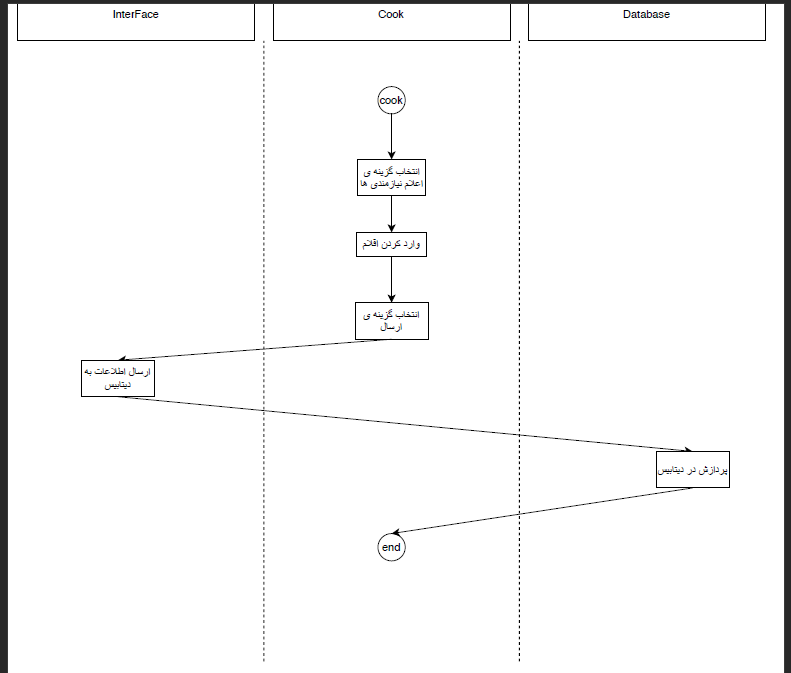 InterFace
Cook
Database
cook
انتخاب گزینه ی
اعلام نیازمندی ها
وارد کردن اقلام
انتخاب گزینه ی
ارسال
ارسال اطلاعات به
دیتابیس
پردازش در دیتابیس
end